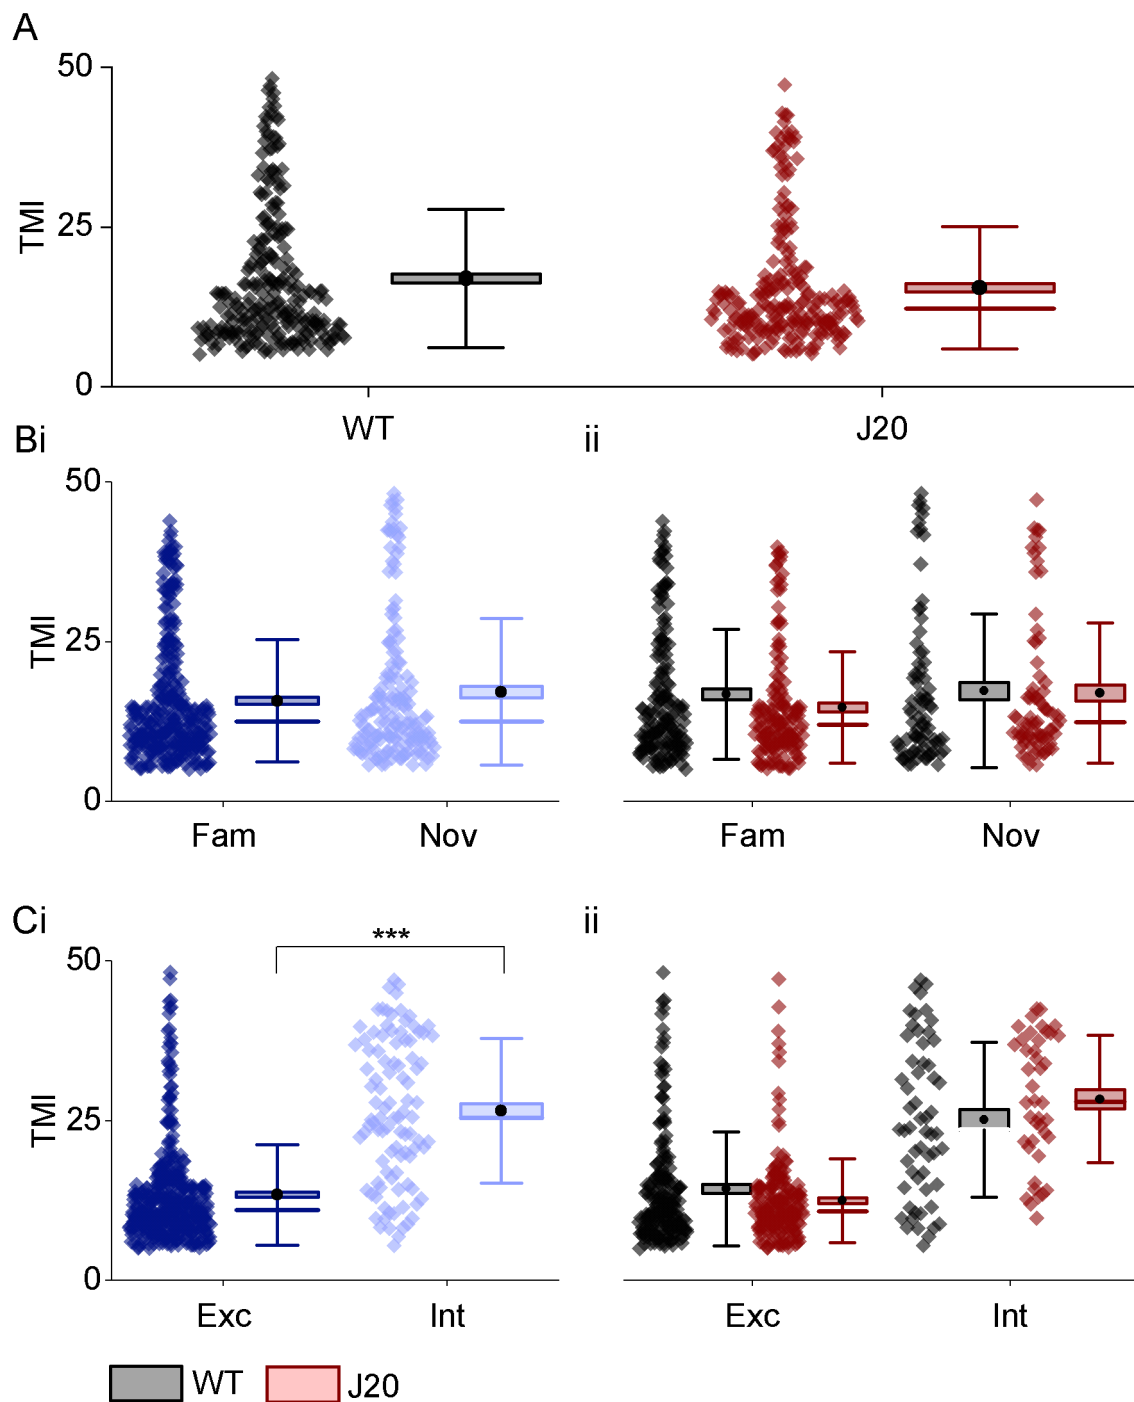 A
50
TMI
25
0
WT J20
Bi ii
50
TMI
25
0
Fam Nov Fam Nov
Ci ii
***
50
TMI
25
0
Exc Int Exc Int
WT J20